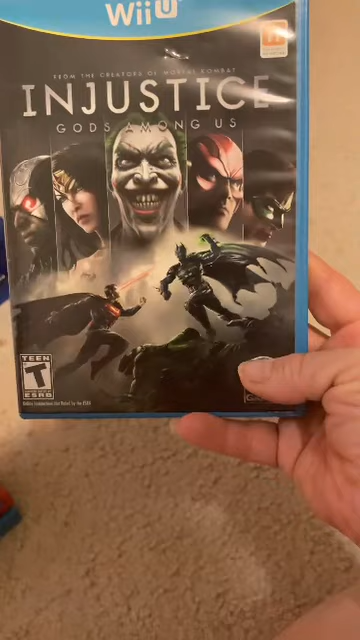 Wii U
FROM THE CREATORS OF MORTAL KOMBAT
INJUSTICE
GODS AMONG US
TEEN
T
ESRB